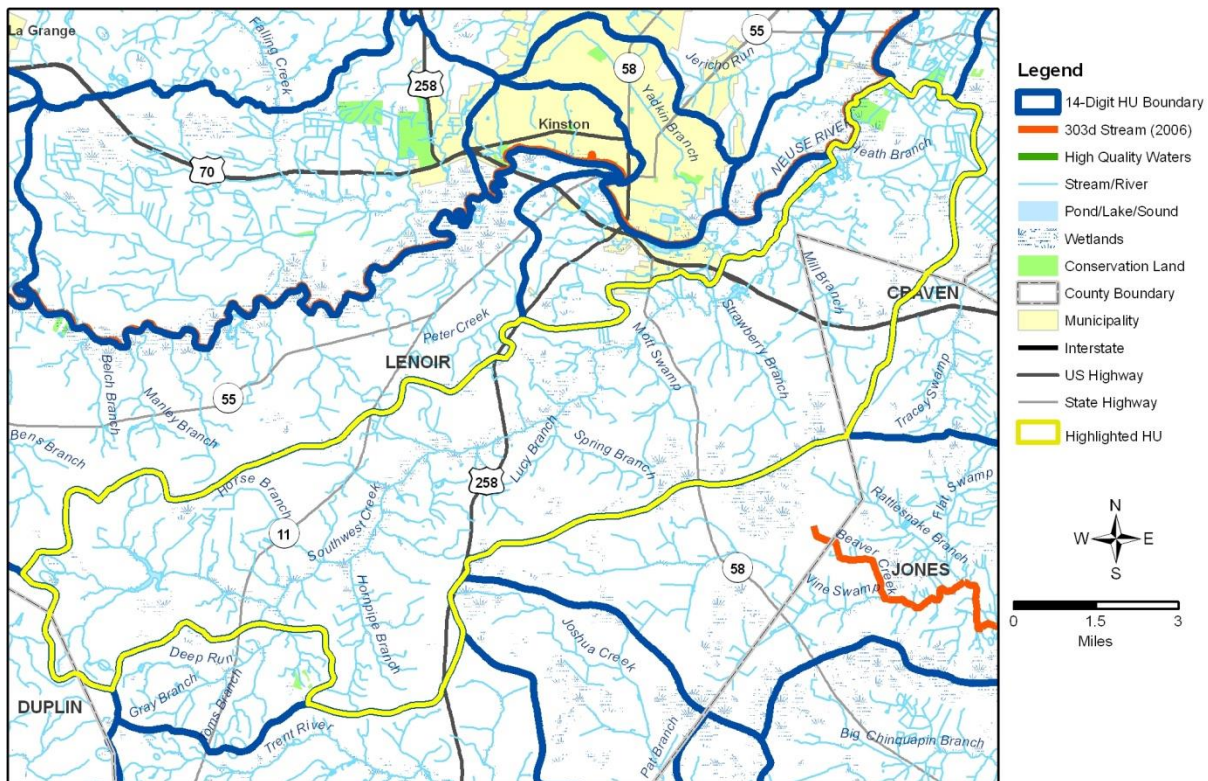 La Grange
Falling Creek
258
58
55
Jericho Run
Yadkin Branch
Kinston
70
NEUSE RIVER
Heath Branch
Mill Branch
CRAVEN
Peter Creek
LENOIR
Mott Swamp
Strawberry Branch
Belch Branch
Manley Branch
55
Tracey Swamp
Bens Branch
Horse Branch
Lucy Branch
Spring Branch
258
Southwest Creek
11
Rattlesnake Branch
Flat Swamp
Beaver Creek
JONES
Vine Swamp
58
Hornpipe Branch
Joshua Creek
Deep Run
Gray Branch
DUPLIN
Trent River
Branch
Big Chinquapin Branch
Legend
14-Digit HU Boundary
303d Stream (2006)
High Quality Waters
Stream/River
Pond/Lake/Sound
Wetlands
Conservation Land
County Boundary
Municipality
Interstate
US Highway
State Highway
Highlighted HU
N
W E
S
0 1.5 3
Miles